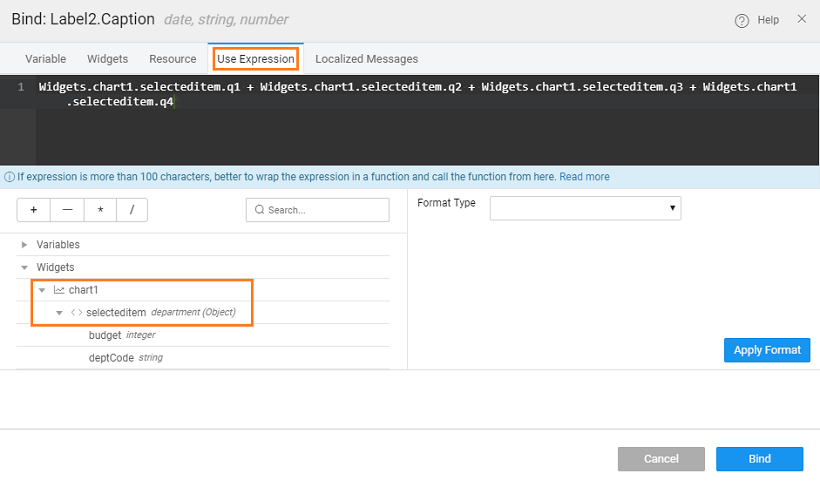 Bind: Label2.Caption date, string, number
Help
Variable Widgets Resource Use Expression Localized Messages
1 Widgets.chart1.selecteditem.q1 + Widgets.chart1.selecteditem.q2 + Widgets.chart1.selecteditem.q3 + Widgets.chart1
.selecteditem.q4
If expression is more than 100 characters, better to wrap the expression in a function and call the function from here. Read more
+ — * / Search...
Format Type
Variables
Widgets
chart1
<> selecteditem department (Object)
budget integer
deptCode string
Apply Format
Cancel Bind